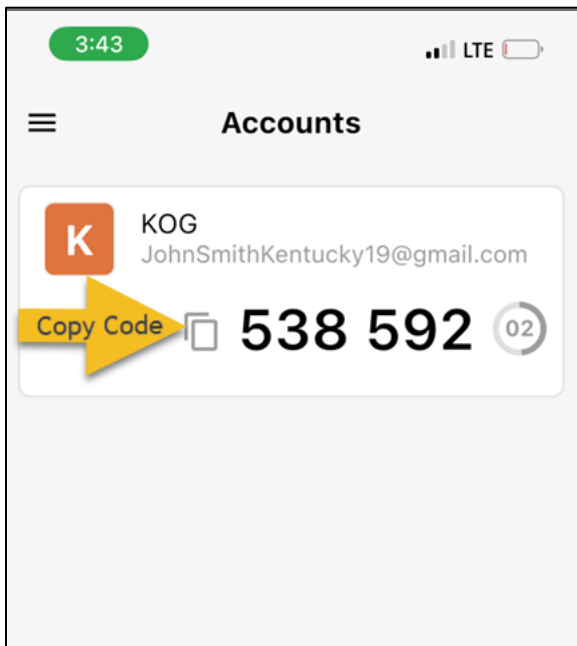 3:43 LTE
Accounts
K KOG
JohnSmithKentucky19@gmail.com
Copy Code 538 592 02